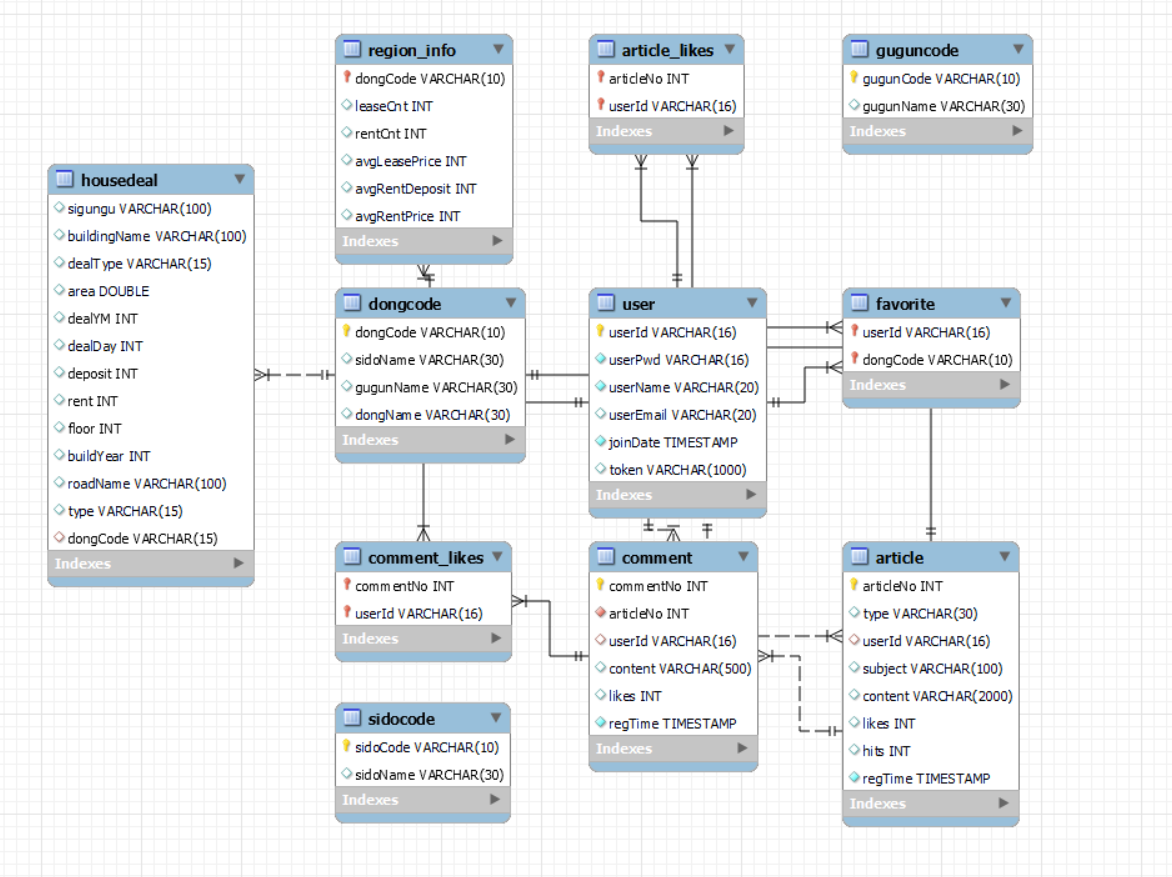 region_info
dongCode VARCHAR(10)
leaseCnt INT
rentCnt INT
avgLeasePrice INT
avgRentDeposit INT
avgRentPrice INT
Indexes
article_likes
articleNo INT
userId VARCHAR(16)
Indexes
guguncode
gugunCode VARCHAR(10)
gugunName VARCHAR(30)
Indexes
housedeal
sigungu VARCHAR(100)
buildingName VARCHAR(100)
dealType VARCHAR(15)
area DOUBLE
dealYM INT
dealDay INT
deposit INT
rent INT
floor INT
buildYear INT
roadName VARCHAR(100)
type VARCHAR(15)
dongCode VARCHAR(15)
Indexes
dongcode
dongCode VARCHAR(10)
sidoName VARCHAR(30)
gugunName VARCHAR(30)
dongName VARCHAR(30)
Indexes
user
userId VARCHAR(16)
userPwd VARCHAR(16)
userName VARCHAR(20)
userEmail VARCHAR(20)
joinDate TIMESTAMP
token VARCHAR(1000)
Indexes
favorite
userId VARCHAR(16)
dongCode VARCHAR(10)
Indexes
comment_likes
commentNo INT
userId VARCHAR(16)
Indexes
comment
commentNo INT
articleNo INT
userId VARCHAR(16)
content VARCHAR(500)
likes INT
regTime TIMESTAMP
Indexes
article
articleNo INT
type VARCHAR(30)
userId VARCHAR(16)
subject VARCHAR(100)
content VARCHAR(2000)
likes INT
hits INT
regTime TIMESTAMP
Indexes
sidocode
sidoCode VARCHAR(10)
sidoName VARCHAR(30)
Indexes